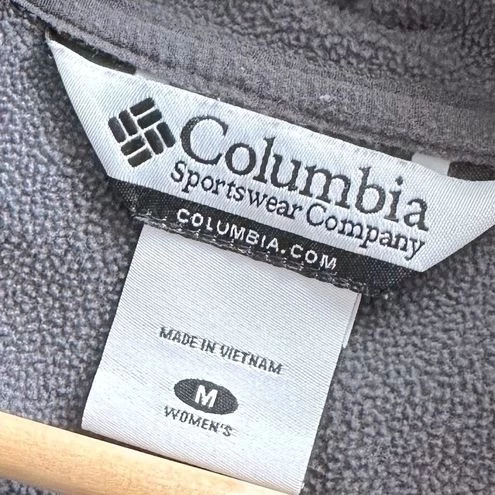 Columbia
Sportswear Company
COLUMBIA.COM
MADE IN VIETNAM
M
WOMEN'S